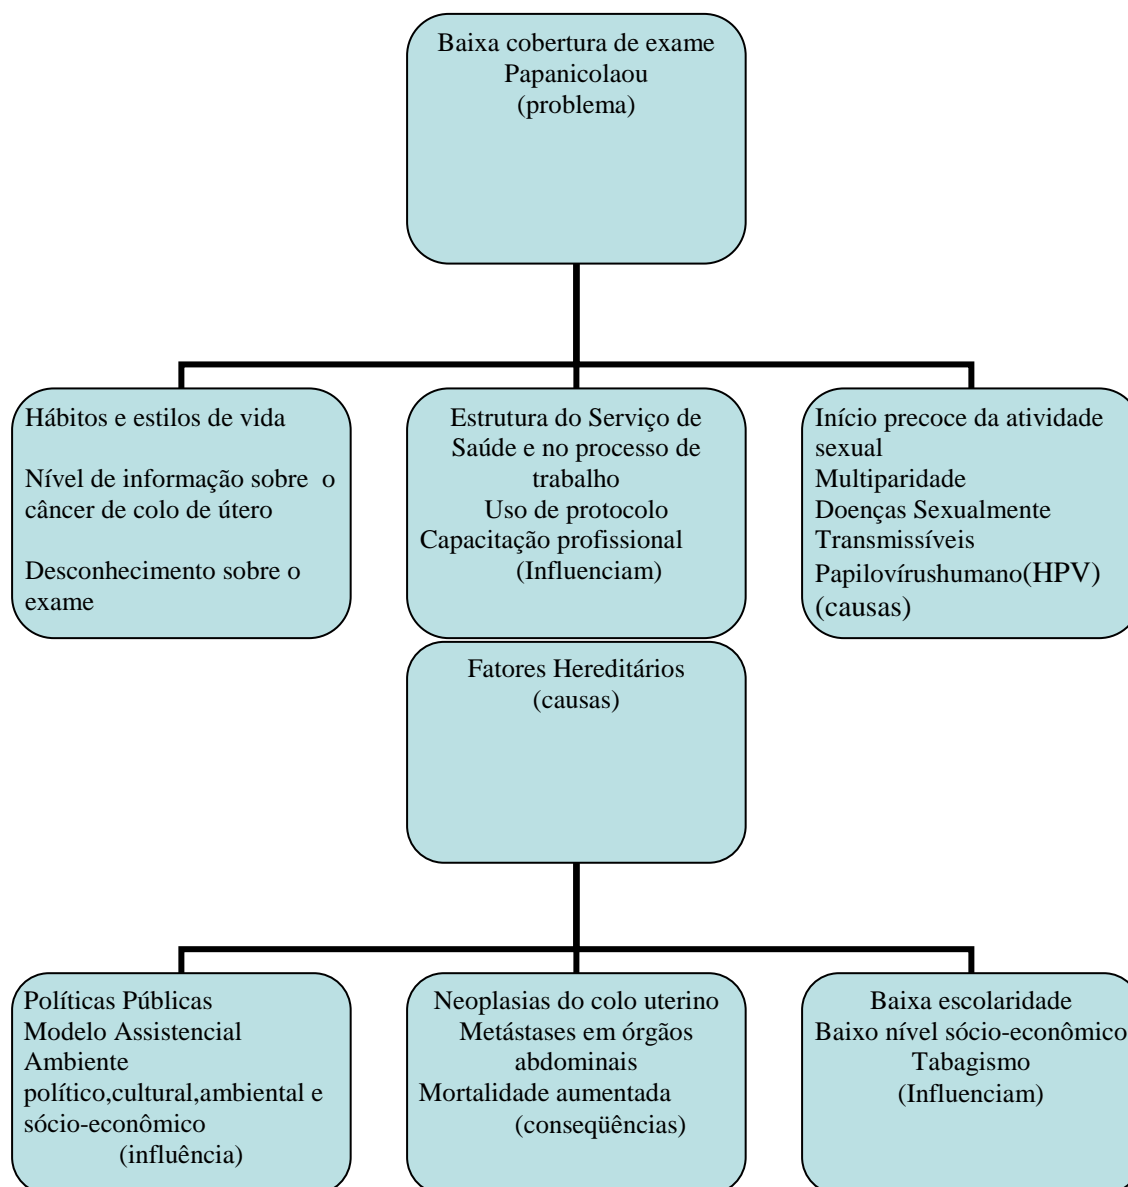 Baixa cobertura de exame
Papanicolaou
(problema)
Hábitos e estilos de vida
Nível de informação sobre o
câncer de colo de útero
Desconhecimento sobre o
exame
Estrutura do Serviço de
Saúde e no processo de
trabalho
Uso de protocolo
Capacitação profissional
(Influenciam)
Início precoce da atividade
sexual
Multiparidade
Doenças Sexualmente
Transmissíveis
Papilovírushumano(HPV)
(causas)
Fatores Hereditários
(causas)
Políticas Públicas
Modelo Assistencial
Ambiente
político,cultural,ambiental e
sócio-econômico
(influência)
Neoplasias do colo uterino
Metástases em órgãos
abdominais
Mortalidade aumentada
(conseqüências)
Baixa escolaridade
Baixo nível sócio-econômico
Tabagismo
(Influenciam)